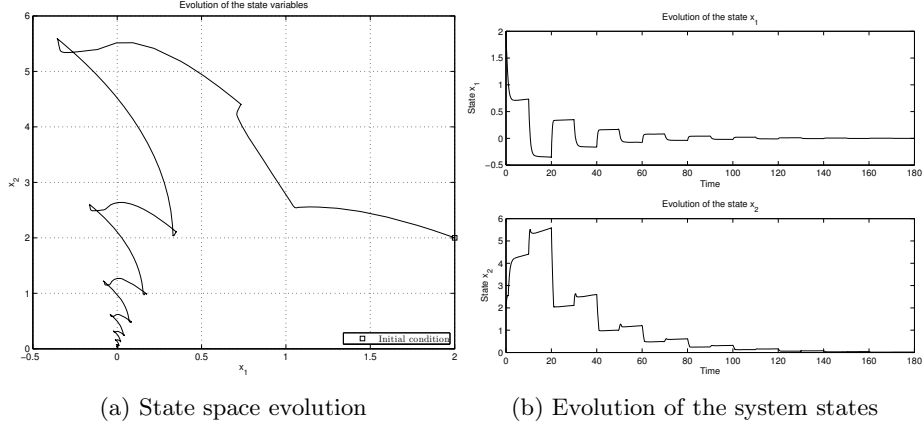 Evolution of the state variables
6
5
4
3
2
1
0
x2
−0.5 0 0.5 1 1.5 2
x1
Initial condition
(a) State space evolution
Evolution of the state x1
2
1.5
1
0.5
0
−0.5
State x1
0 20 40 60 80 100 120 140 160 180
Time
Evolution of the state x2
6
5
4
3
2
1
0
State x2
0 20 40 60 80 100 120 140 160 180
Time
(b) Evolution of the system states